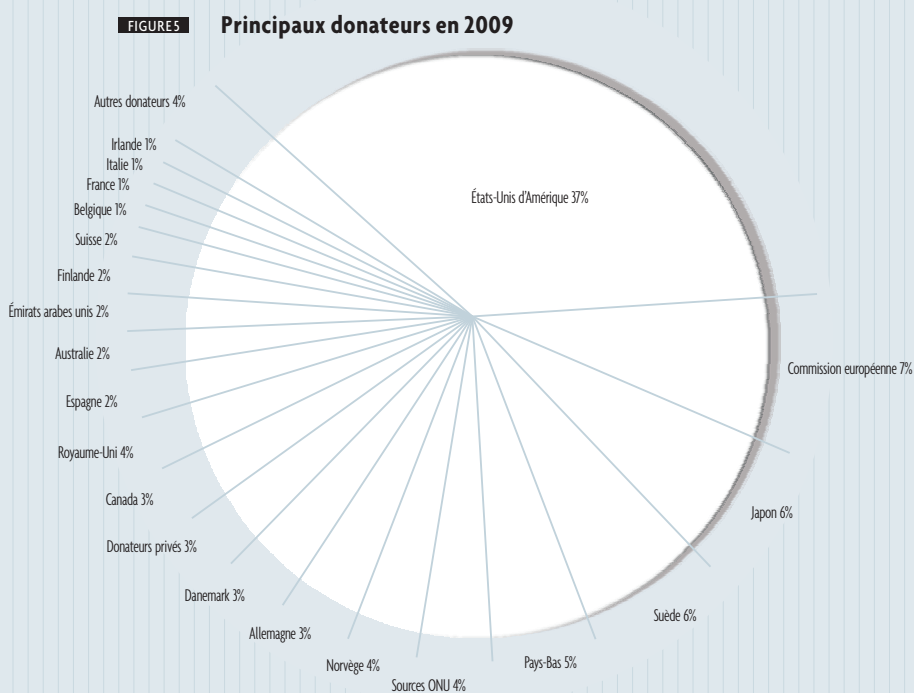 FIGURE 5 Principaux donateurs en 2009
États-Unis d'Amérique 37%
Commission européenne 7%
Japon 6%
Suède 6%
Pays-Bas 5%
Sources ONU 4%
Norvège 4%
Allemagne 3%
Danemark 3%
Donateurs privés 3%
Canada 3%
Royaume-Uni 4%
Espagne 2%
Australie 2%
Émirats arabes unis 2%
Finlande 2%
Suisse 2%
Belgique 1%
France 1%
Italie 1%
Irlande 1%
Autres donateurs 4%